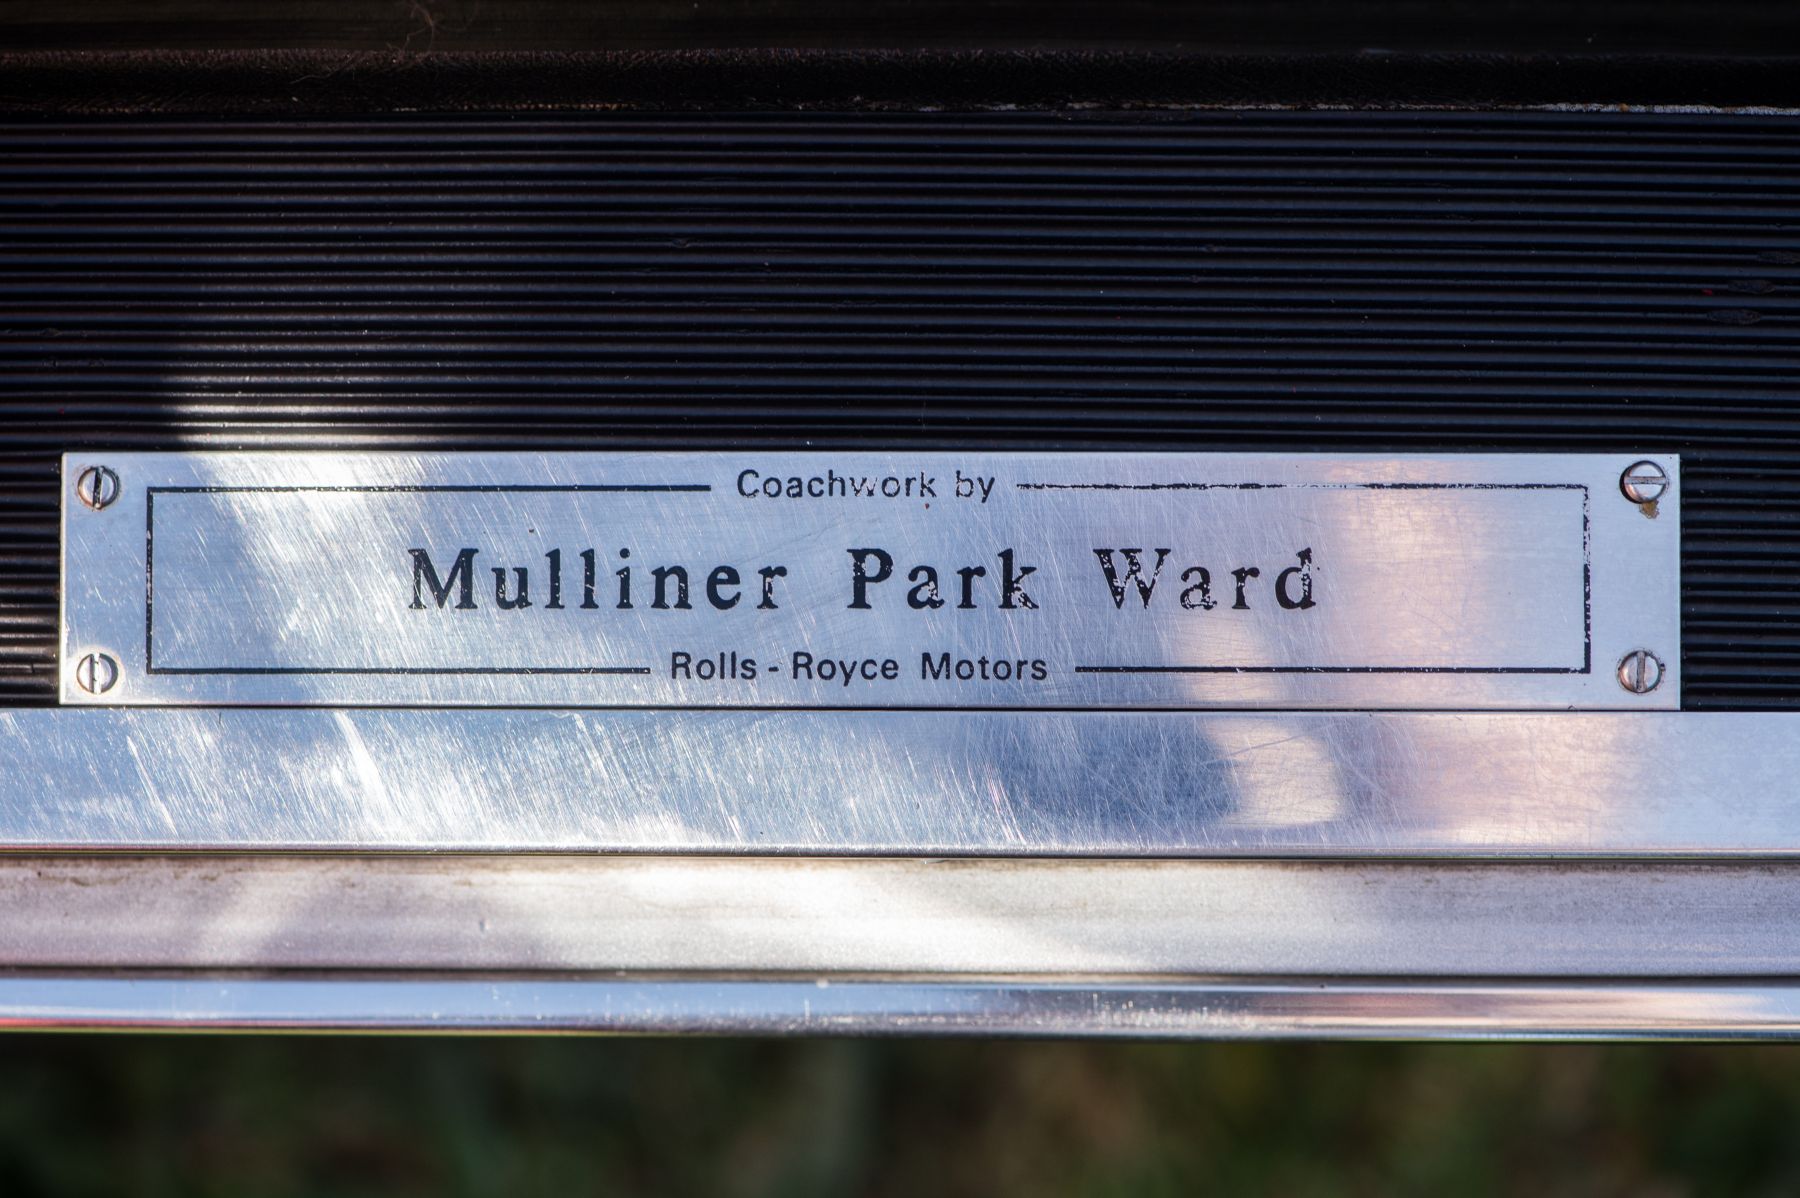 Coachwork by
Mulliner Park Ward
Rolls - Royce Motors